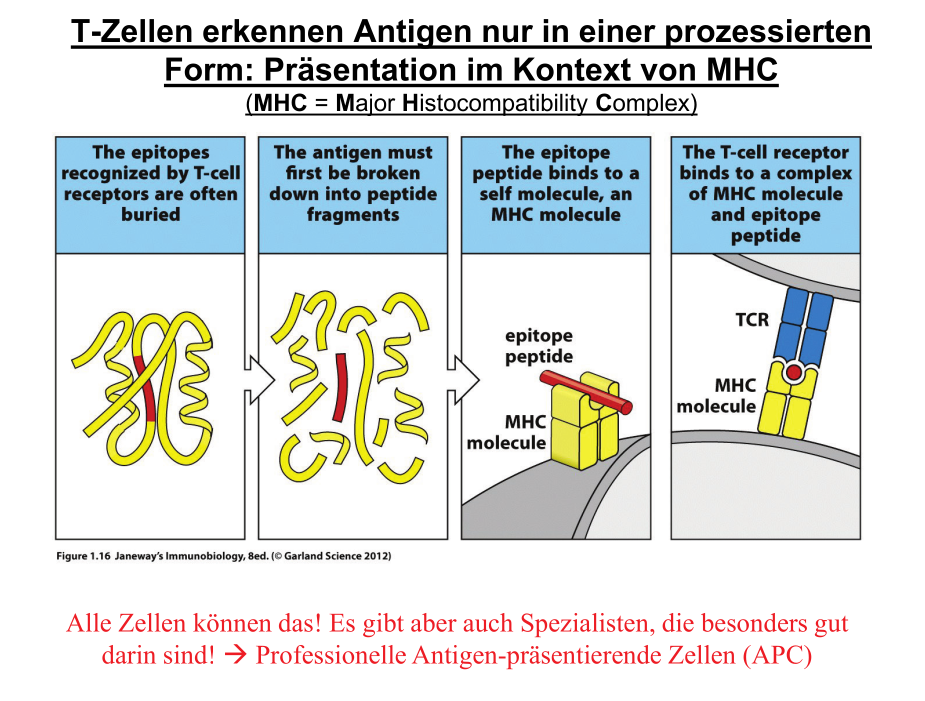 T-Zellen erkennen Antigen nur in einer prozessierten
Form: Präsentation im Kontext von MHC
(MHC = Major Histocompatibility Complex)
The epitopes
recognized by T-cell
receptors are often
buried
The antigen must
first be broken
down into peptide
fragments
The epitope
peptide binds to a
self molecule, an
MHC molecule
The T-cell receptor
binds to a complex
of MHC molecule
and epitope
peptide
epitope
peptide
MHC
molecule
TCR
MHC
molecule
Figure 1.16 Janeway's Immunobiology, 8ed. (© Garland Science 2012)
Alle Zellen können das! Es gibt aber auch Spezialisten, die besonders gut
darin sind! → Professionelle Antigen-präsentierende Zellen (APC)